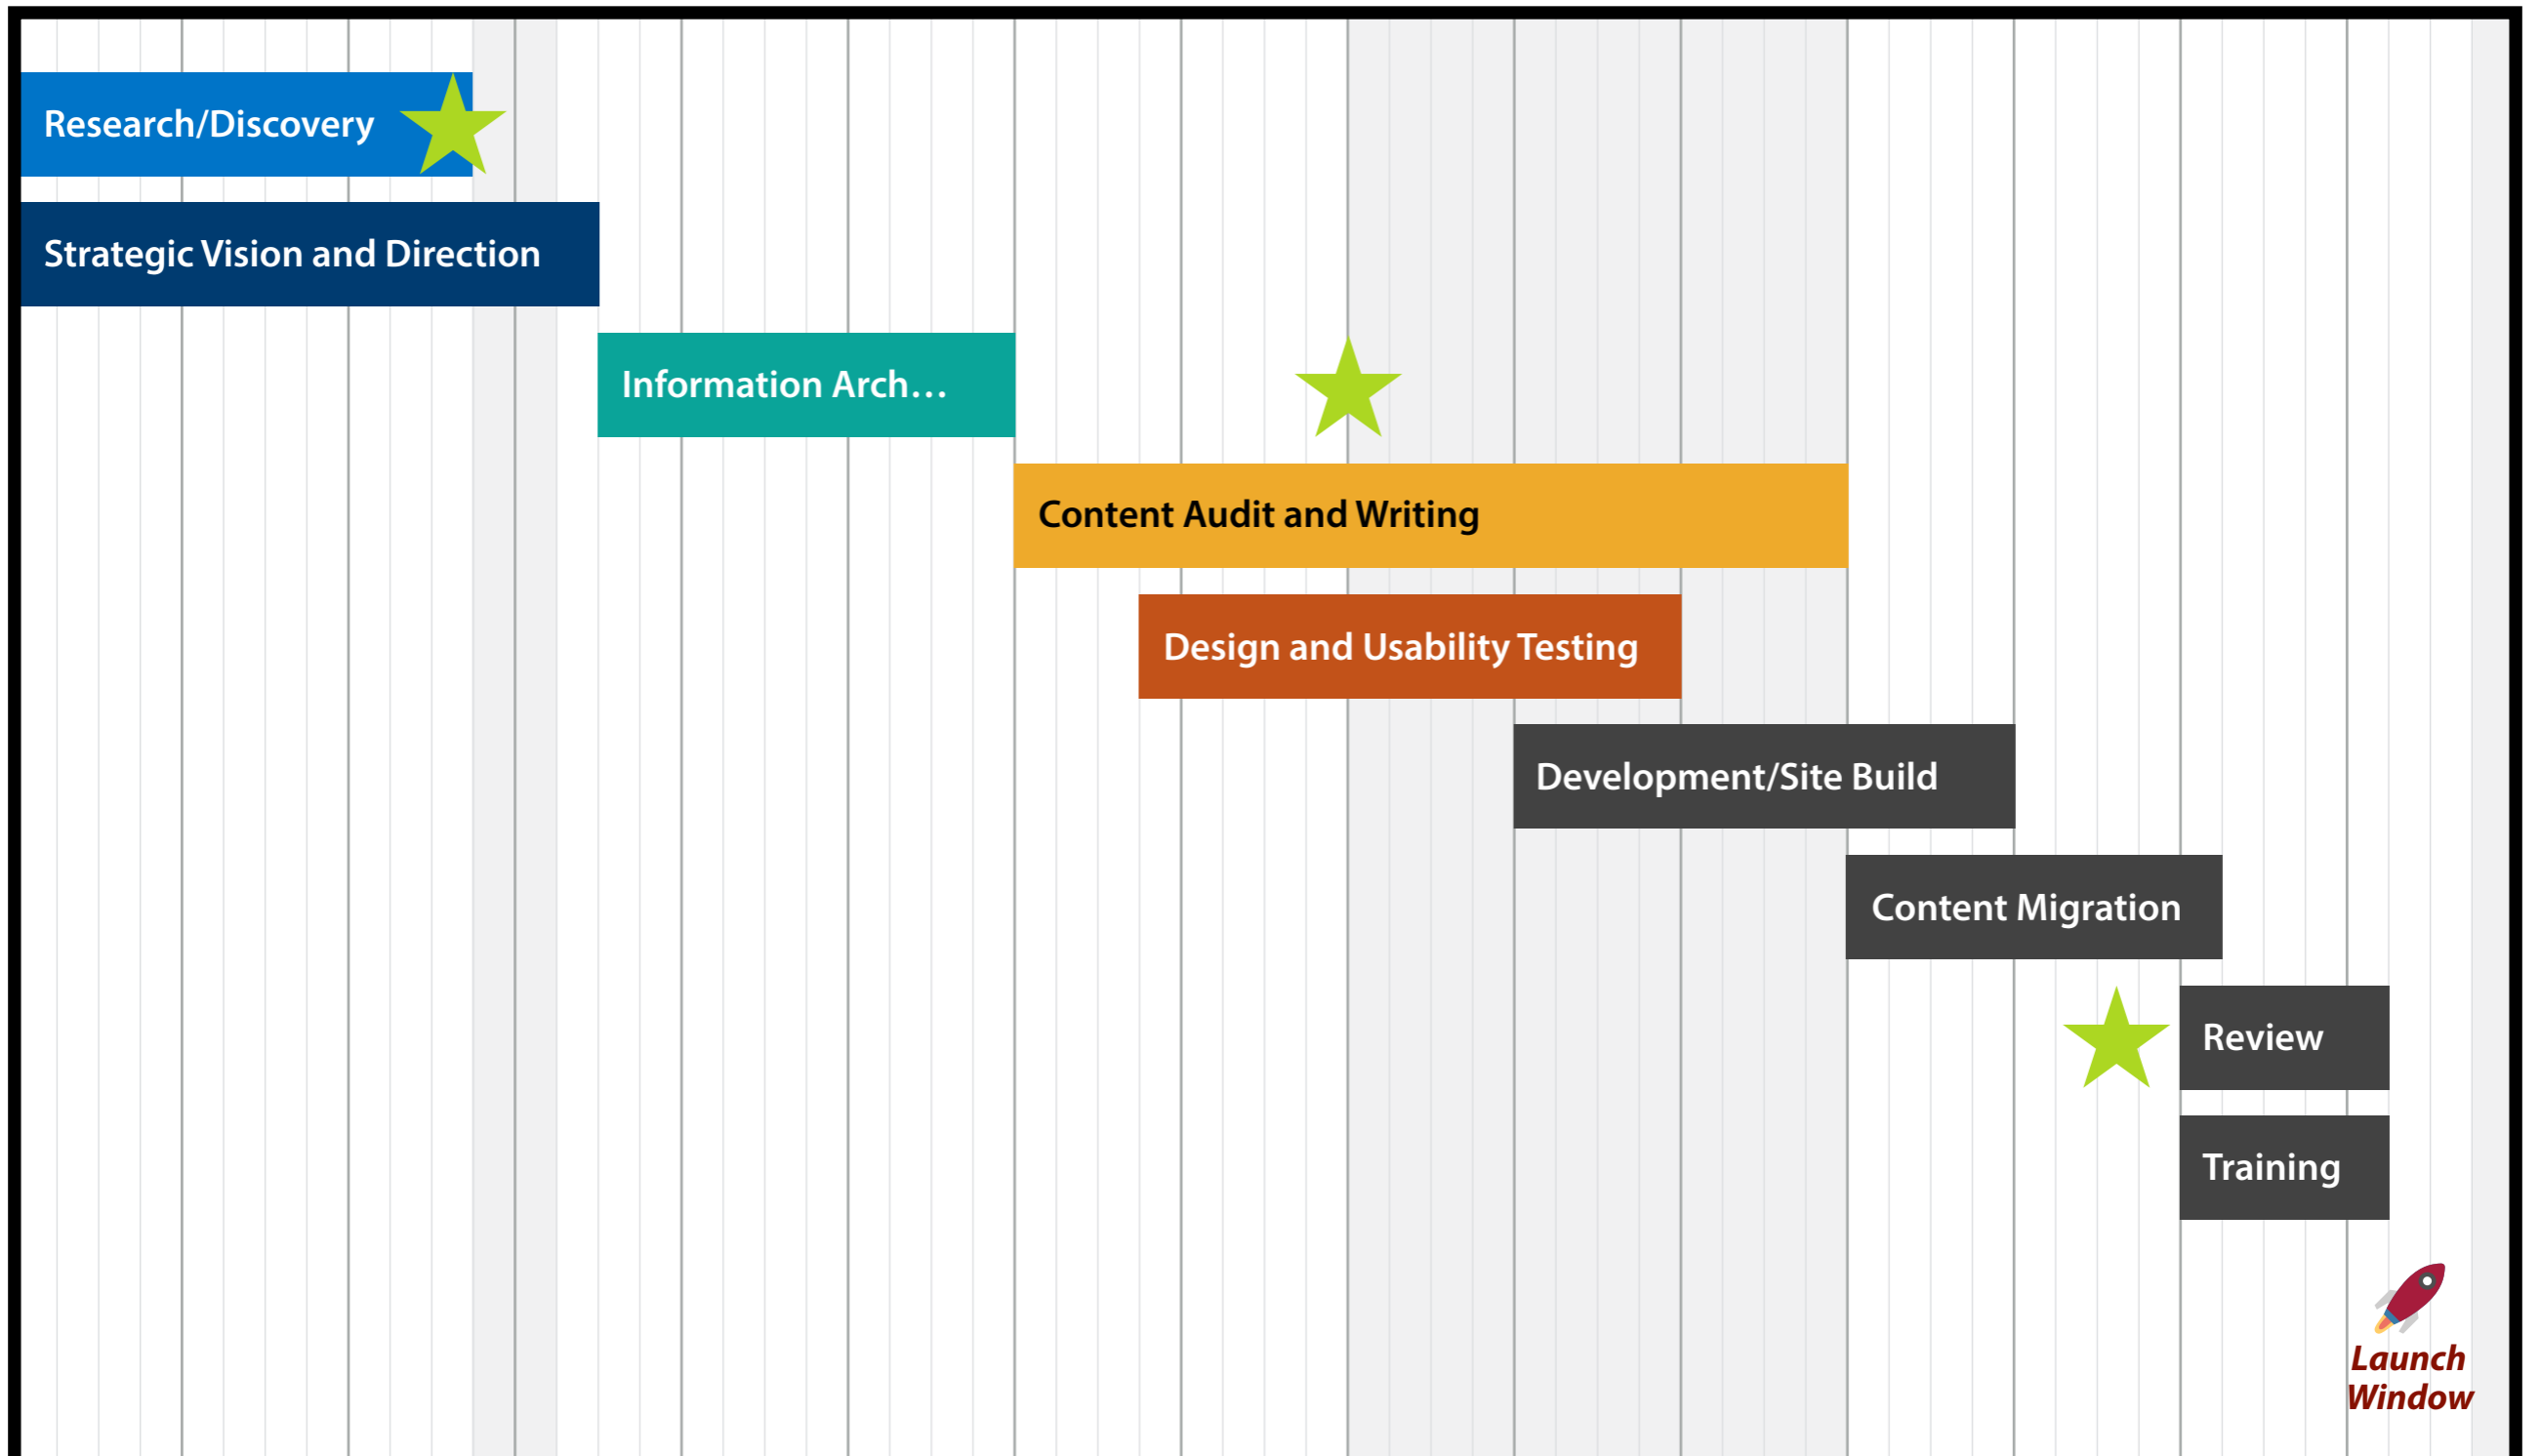 Research/Discovery
Strategic Vision and Direction
Information Arch…
Content Audit and Writing
Design and Usability Testing
Development/Site Build
Content Migration
Review
Training
Launch
Window